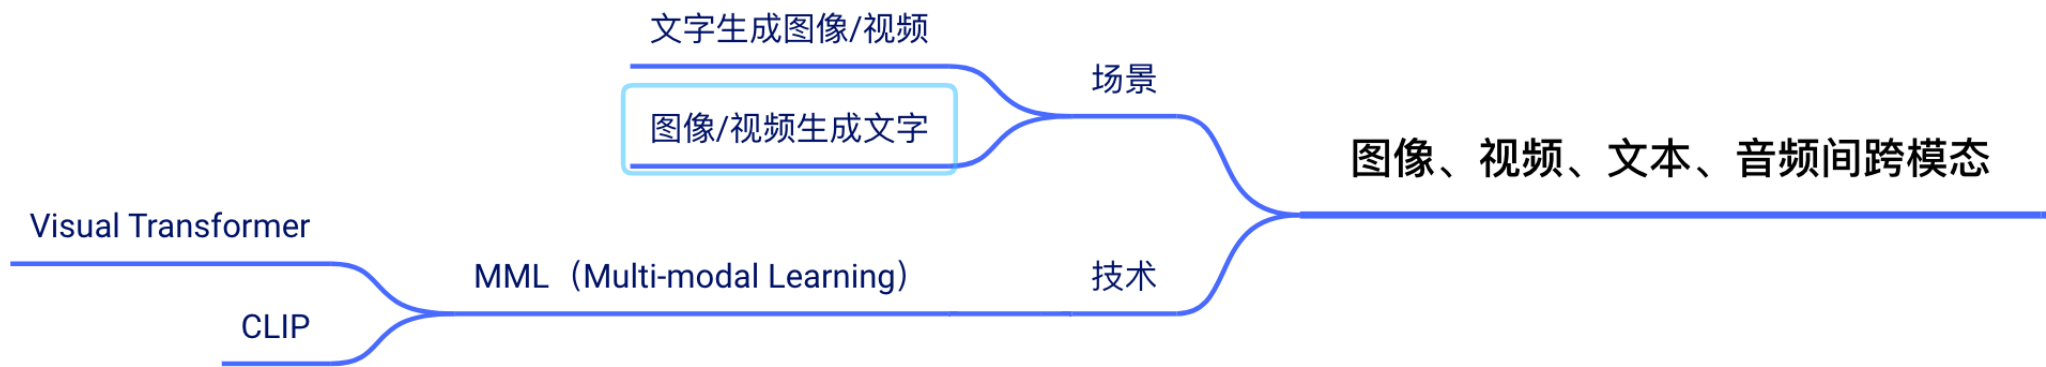 文字生成图像/视频
场景
图像/视频生成文字
图像、视频、文本、音频间跨模态
Visual Transformer
MML（Multi-modal Learning）
技术
CLIP